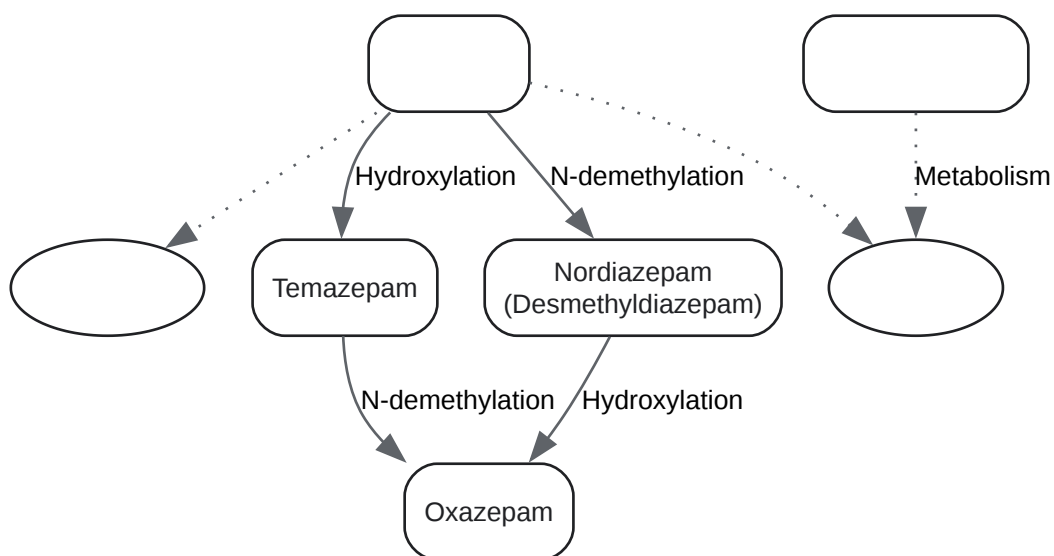 Hydroxylation
N-demethylation
Metabolism
Temazepam
Nordiazepam
(Desmethyldiazepam)
N-demethylation
Hydroxylation
Oxazepam